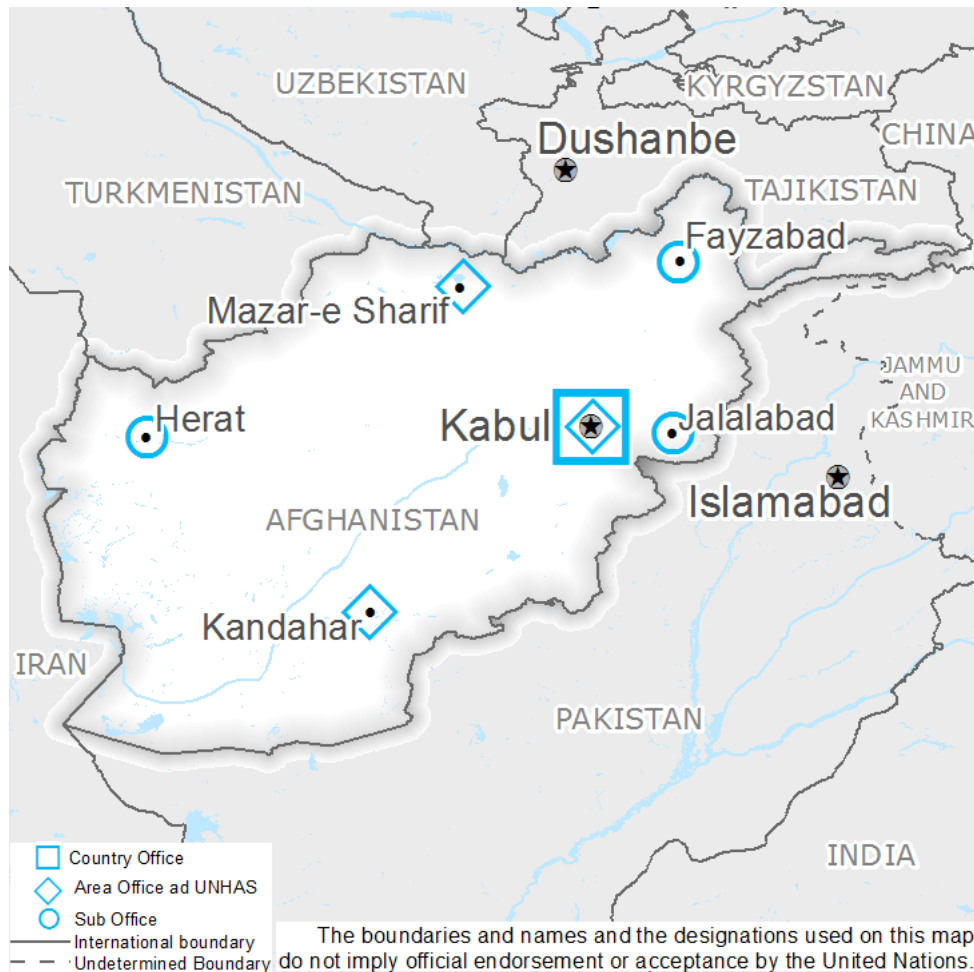 UZBEKISTAN
KYRGYZSTAN
Dushanbe
CHINA
TURKMENISTAN
TAJIKISTAN
Fayzabad
Mazar-e Sharif
JAMMU
AND
KASHMIR
Herat
Kabul
Jalalabad
Islamabad
AFGHANISTAN
Kandahar
IRAN
PAKISTAN
INDIA
Country Office
Area Office ad UNHAS
Sub Office
International boundary
Undetermined Boundary
The boundaries and names and the designations used on this map
do not imply official endorsement or acceptance by the United Nations.